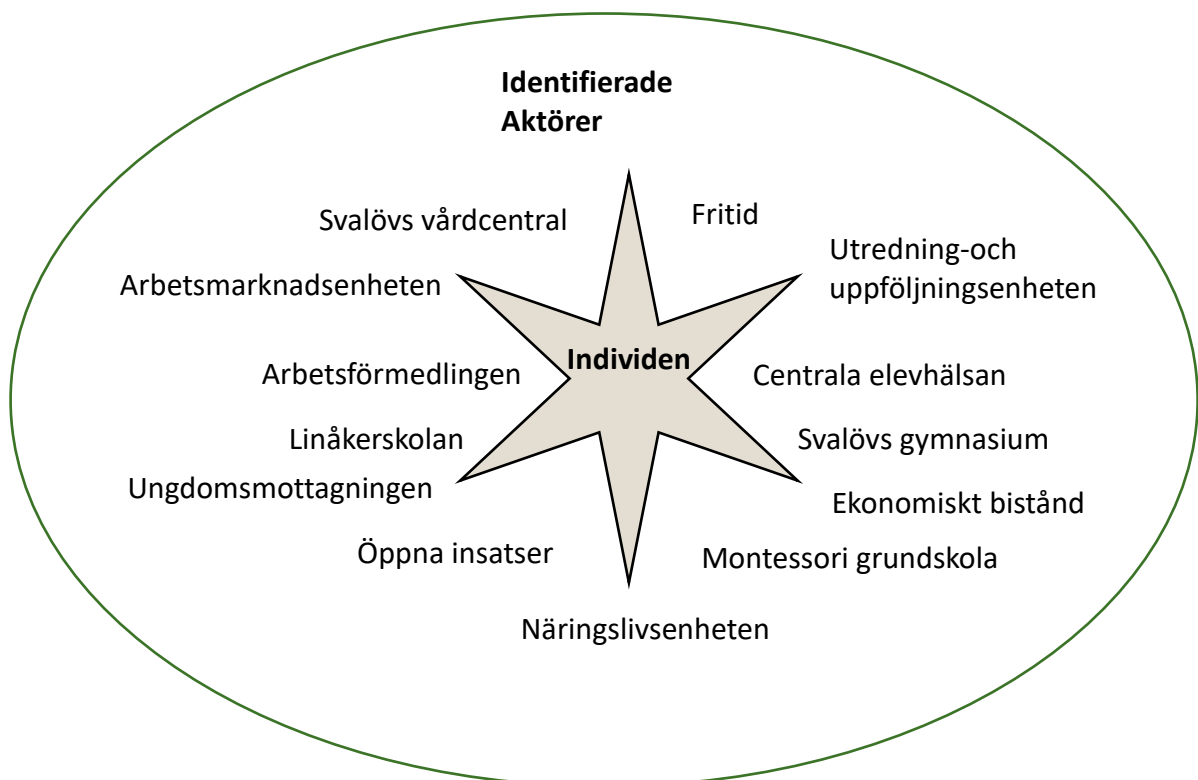 Identifierade
Aktörer
Svalövs vårdcentral
Fritid
Utredning-och
uppföljningsenheten
Arbetsmarknadsenheten
Individen
Arbetsförmedlingen
Centrala elevhälsan
Linåkerskolan
Svalövs gymnasium
Ungdomsmottagningen
Ekonomiskt bistånd
Öppna insatser
Montessori grundskola
Näringslivsenheten